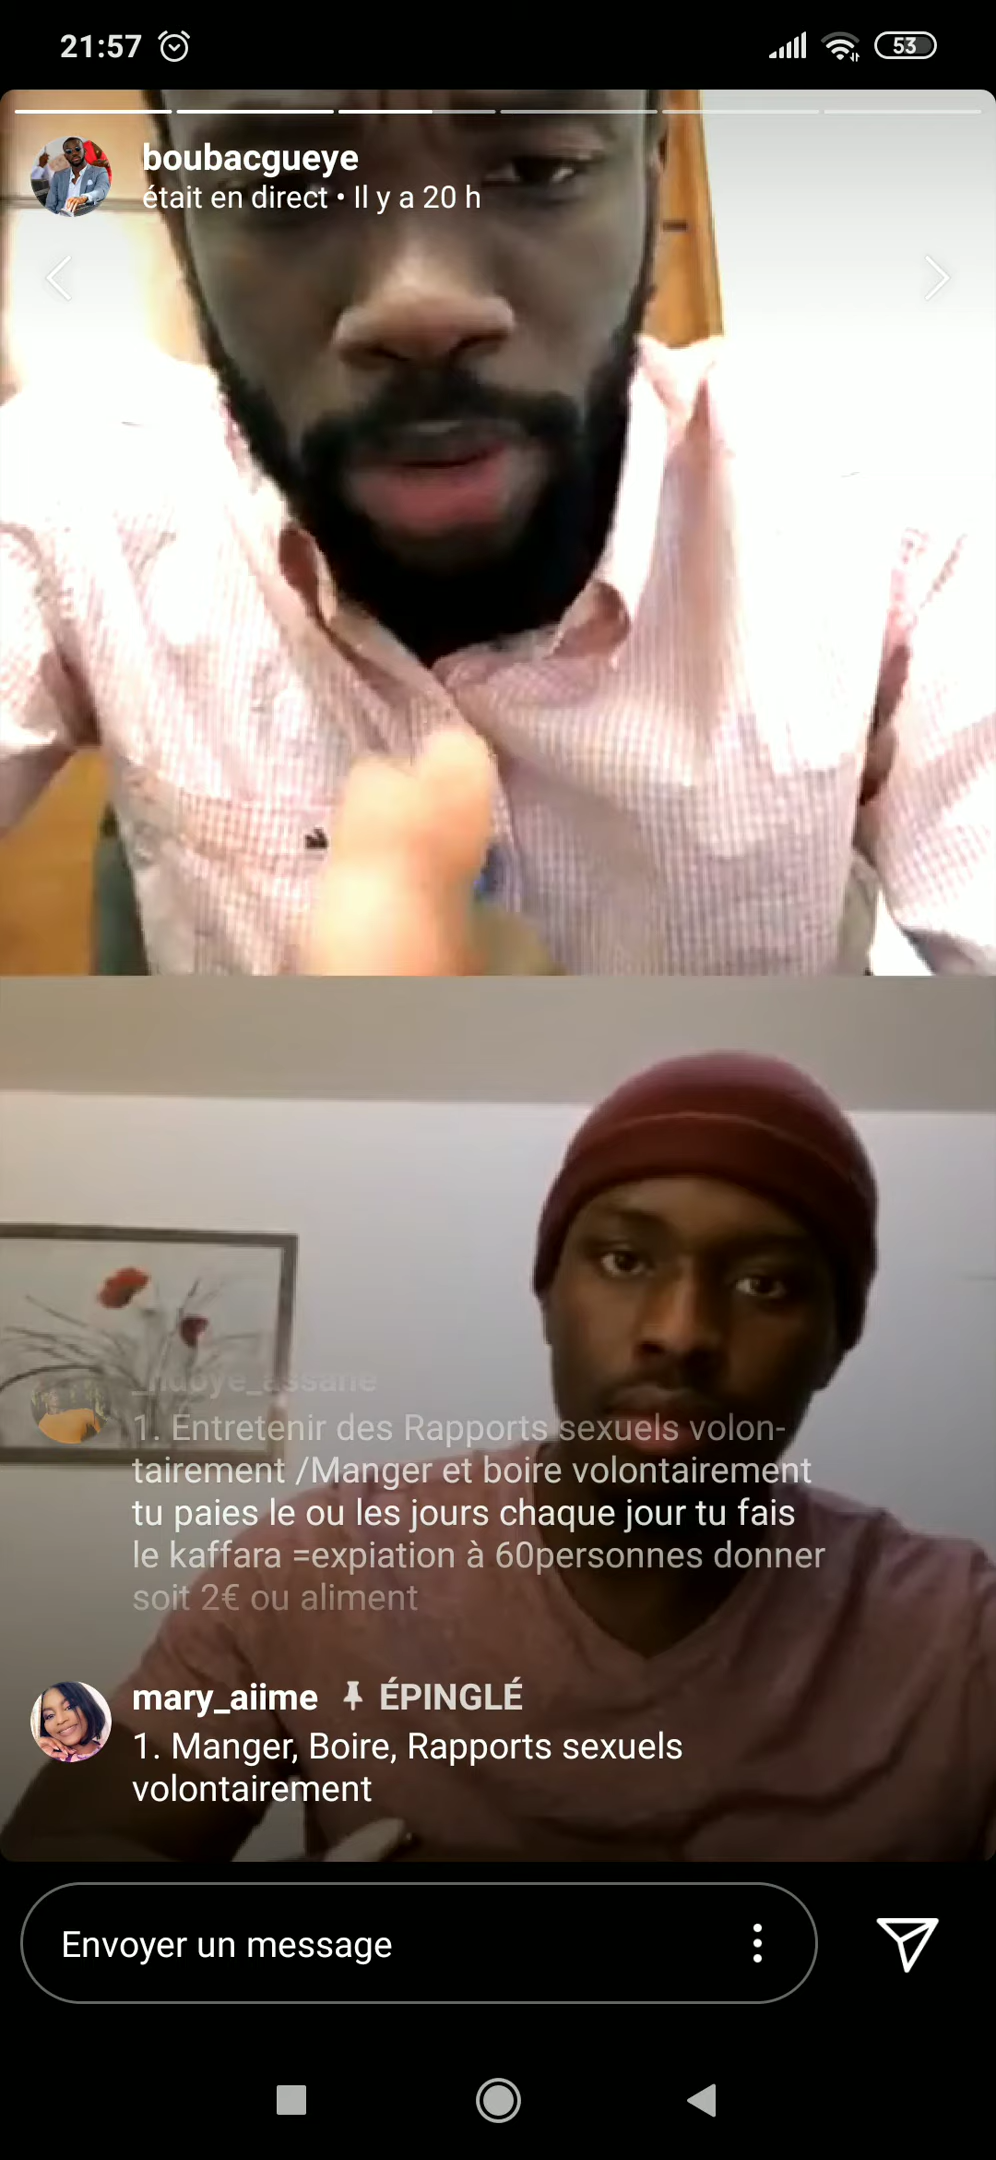 21:57
53
boubacgueye
était en direct • Il y a 20 h
_ndoye_assane
1. Entretenir des Rapports sexuels volon-
tairement /Manger et boire volontairement
tu paies le ou les jours chaque jour tu fais
le kaffara =expiation à 60personnes donner
soit 2€ ou aliment
mary_aiime ÉPINGLÉ
1. Manger, Boire, Rapports sexuels
volontairement
Envoyer un message